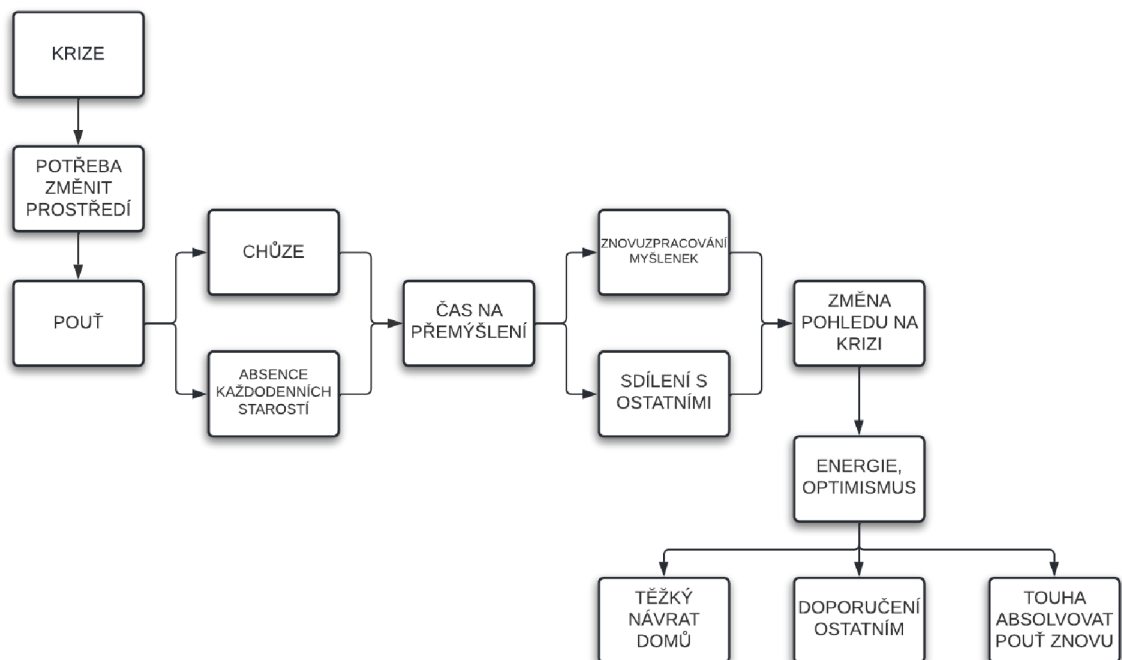 KRIZE
POTŘEBA
ZMĚNIT
PROSTŘEDÍ
POUŤ
CHŮZE
ABSENCE
KAŽDODENNÍCH
STAROSTÍ
ČAS NA
PŘEMÝŠLENÍ
ZNOVUZPRACOVÁNÍ
MYŠLENEK
SDÍLENÍ S
OSTATNÍMI
ZMĚNA
POHLEDU NA
KRIZI
ENERGIE,
OPTIMISMUS
TĚŽKÝ
NÁVRAT
DOMŮ
DOPORUČENÍ
OSTATNÍM
TOUHA
ABSOLVOVAT
POUŤ ZNOVU